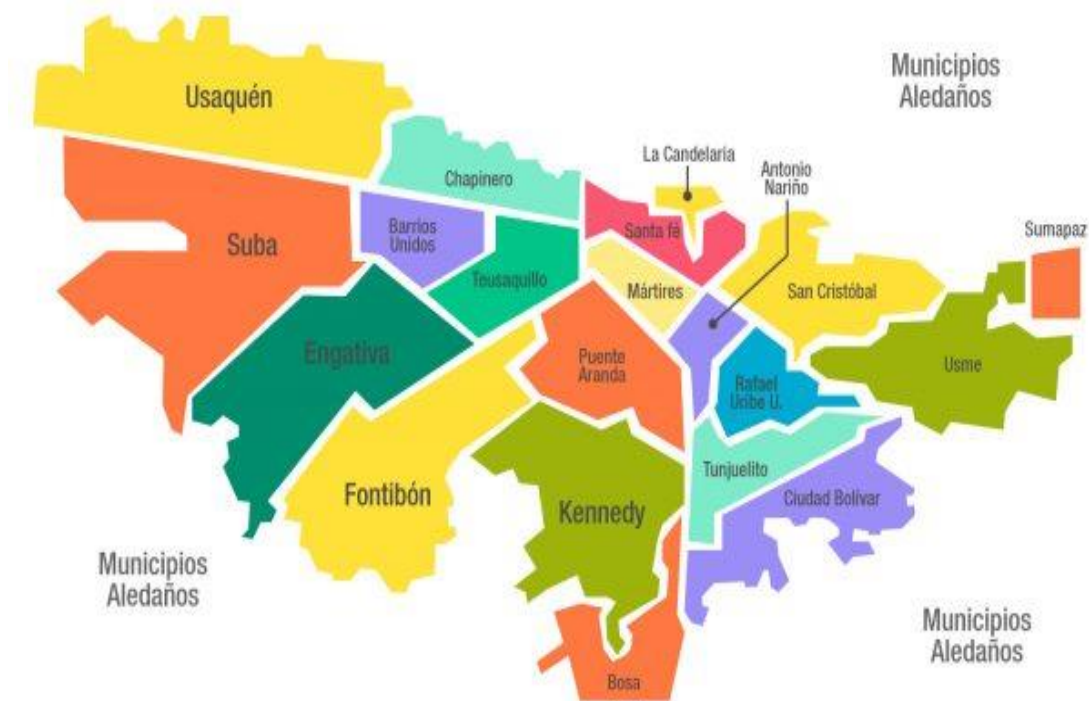 Municipios
Aledaños
Usaquén
La Candelaria
Antonio
Nariño
Chapinero
Barrios
Unidos
Santa fé
Sumapaz
Suba
Teusaquillo
Mártires
San Cristóbal
Engativa
Puente
Aranda
Usme
Rafael
Uribe U.
Tunjuelito
Fontibón
Kennedy
Ciudad Bolívar
Municipios
Aledaños
Municipios
Aledaños
Bosa